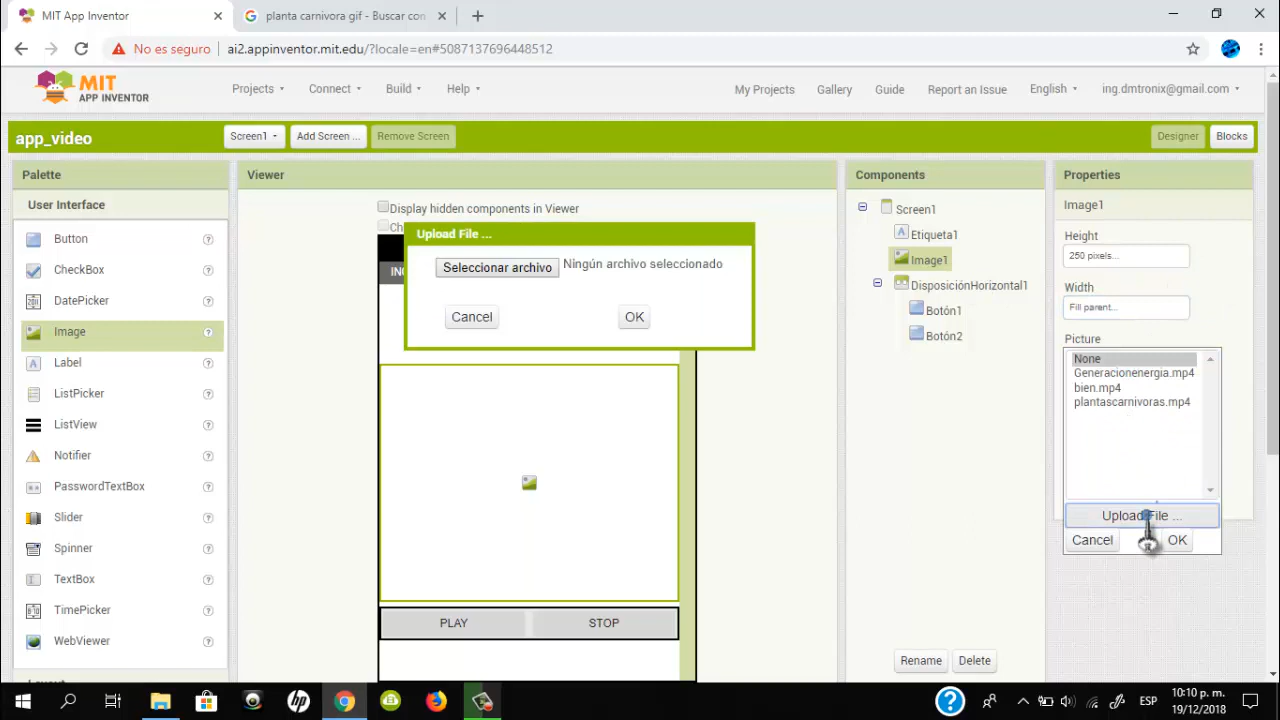 MIT App Inventor
planta carnivora gif - Buscar con
No es seguro
ai2.appinventor.mit.edu/?locale=en#5087137696448512
MIT
APP INVENTOR
Projects
Connect
Build
Help
My Projects
Gallery
Guide
Report an Issue
English
ing.dmtronix@gmail.com
app_video
Screen1
Add Screen ...
Remove Screen
Designer
Blocks
Palette
Viewer
Components
Properties
User Interface
Button
CheckBox
DatePicker
Image
Label
ListPicker
ListView
Notifier
PasswordTextBox
Slider
Spinner
TextBox
TimePicker
WebViewer
Display hidden components in Viewer
Upload File ...
Seleccionar archivo
Ningún archivo seleccionado
Cancel
OK
PLAY
STOP
Screen1
Etiqueta1
Image1
DisposiciónHorizontal1
Botón1
Botón2
Rename
Delete
Image1
Height
250 pixels...
Width
Fill parent...
Picture
None
Generacionenergia.mp4
bien.mp4
plantascarnivoras.mp4
Upload File ...
Cancel
OK
ESP
10:10 p. m.
19/12/2018